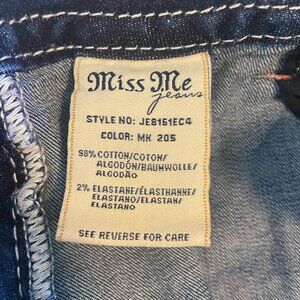 Miss Me
jeans
STYLE NO: JE8151EC4
COLOR: MK 205
98% COTTON/COTON/
ALGODÓN/BAUMWOLLE/
ALGODÃO
2% ELASTANE/ÉLASTHANNE/
ELASTANO/ELASTAN/
ELASTANO
SEE REVERSE FOR CARE